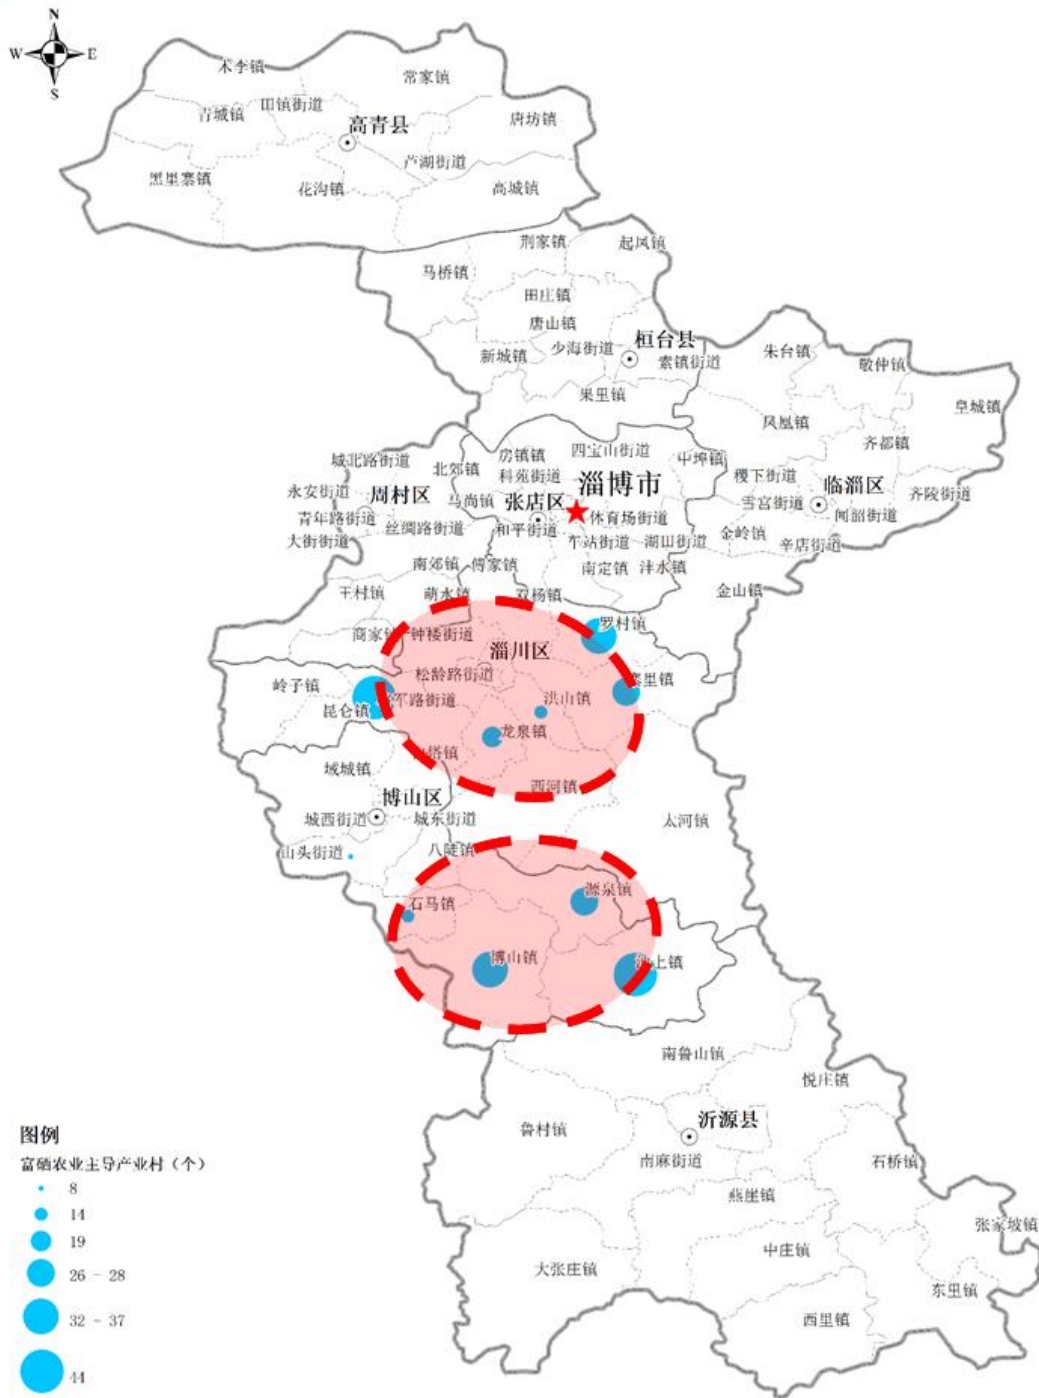 N
W E
S
木李镇
常家镇
青城镇
田镇街道
唐坊镇
高青县
芦湖街道
黑里寨镇
花沟镇
高城镇
荆家镇
起凤镇
马桥镇
田庄镇
唐山镇
桓台县
少海街道
新城镇
索镇街道
果里镇
朱台镇
敬仲镇
皇城镇
凤凰镇
齐都镇
城北路街道
北郊镇
房镇镇
四宝山街道
中埠镇
科苑街道
稷下街道
淄博市
临淄区
永安街道
周村区
马尚镇
张店区
雪宫街道
齐陵街道
青年路街道
丝绸路街道
和平街道
体育场街道
闻韶街道
大街街道
车站街道
湖田街道
金岭镇
辛店街道
南郊镇
傅家镇
南定镇
沣水镇
王村镇
萌水镇
双杨镇
金山镇
商家镇
钟楼街道
淄川区
罗村镇
松龄路街道
寨里镇
岭子镇
昆仑镇
军路街道
洪山镇
龙泉镇
域城镇
塔镇
西河镇
博山区
城西街道
城东街道
太河镇
山头街道
八陡镇
石马镇
源泉镇
博山镇
池上镇
南鲁山镇
悦庄镇
鲁村镇
沂源县
南麻街道
石桥镇
燕崖镇
张家坡镇
中庄镇
大张庄镇
东里镇
西里镇
图例
富硒农业主导产业村（个）
8
14
19
26 - 28
32 - 37
44